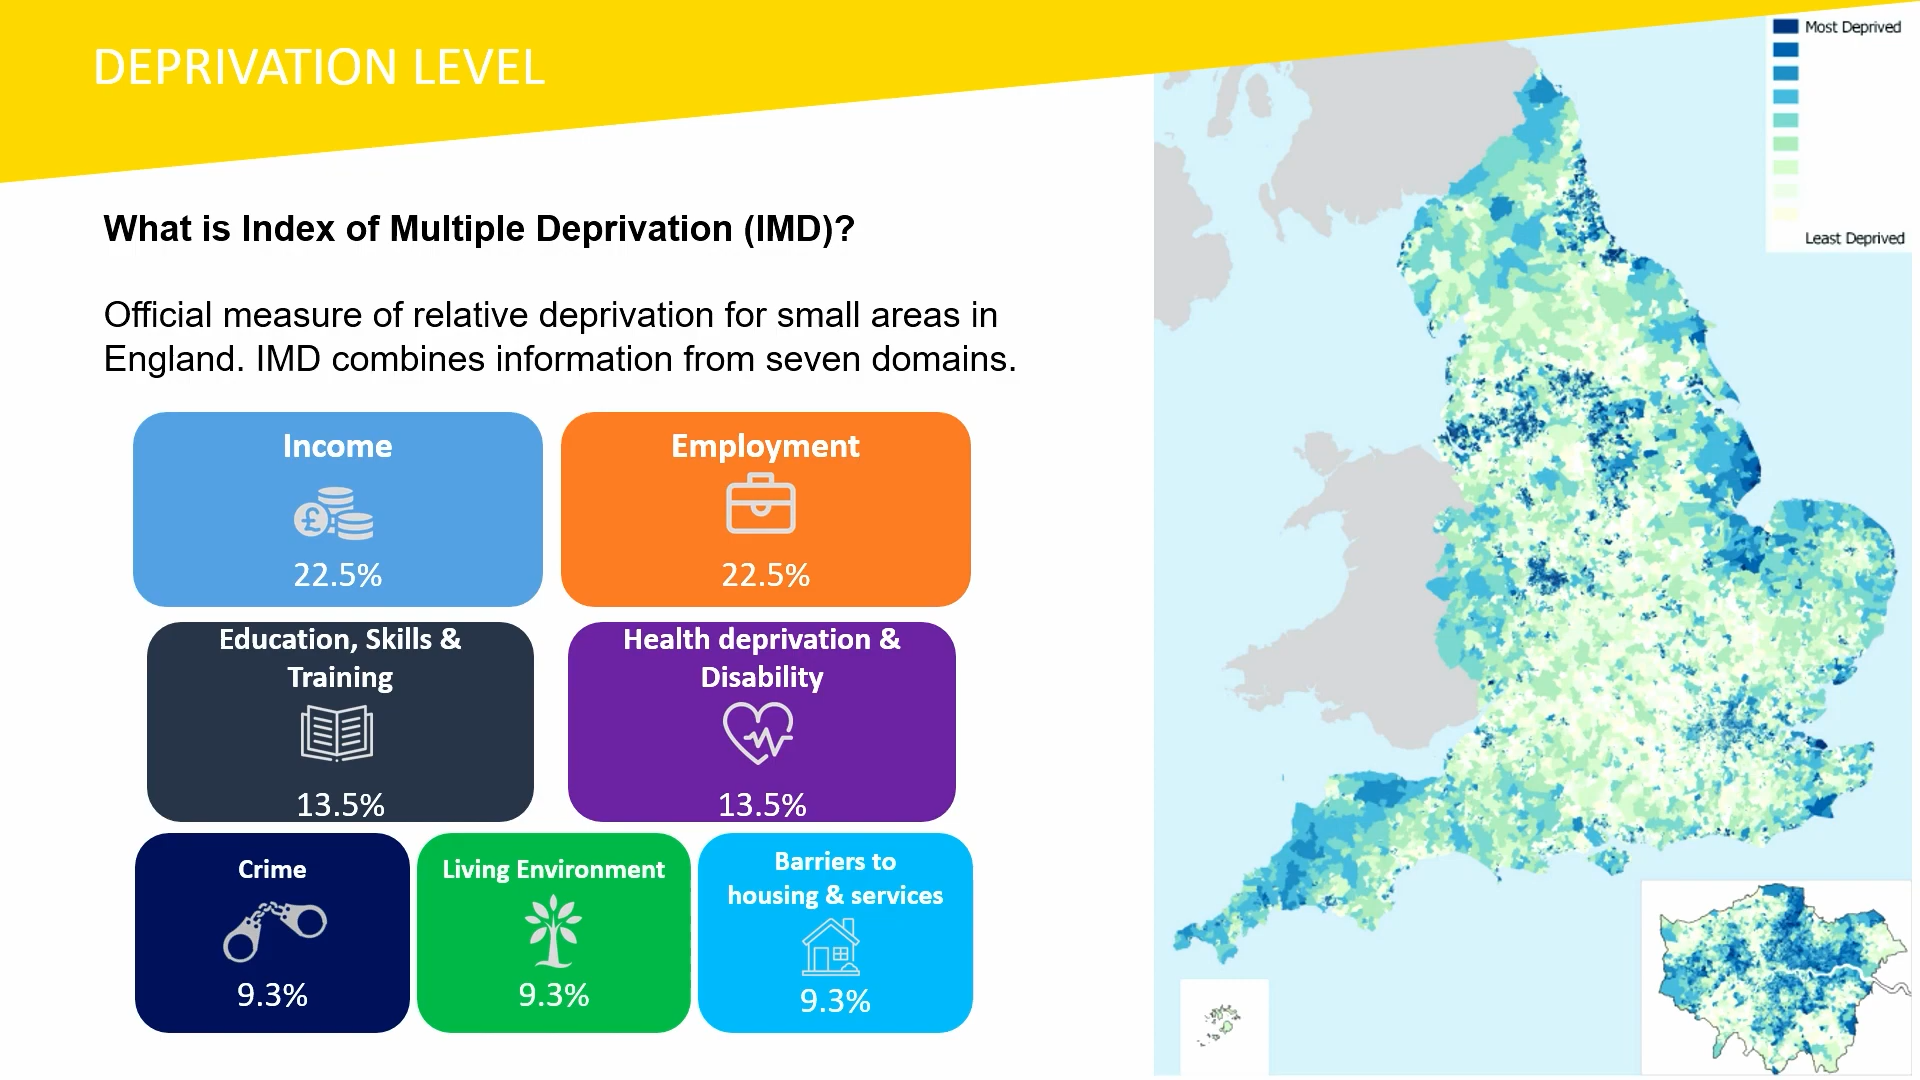 DEPRIVATION LEVEL
Most Deprived
Least Deprived
What is Index of Multiple Deprivation (IMD)?
Official measure of relative deprivation for small areas in
England. IMD combines information from seven domains.
Income
£
22.5%
Employment
22.5%
Education, Skills &
Training
13.5%
Health deprivation &
Disability
13.5%
Crime
9.3%
Living Environment
9.3%
Barriers to
housing & services
9.3%